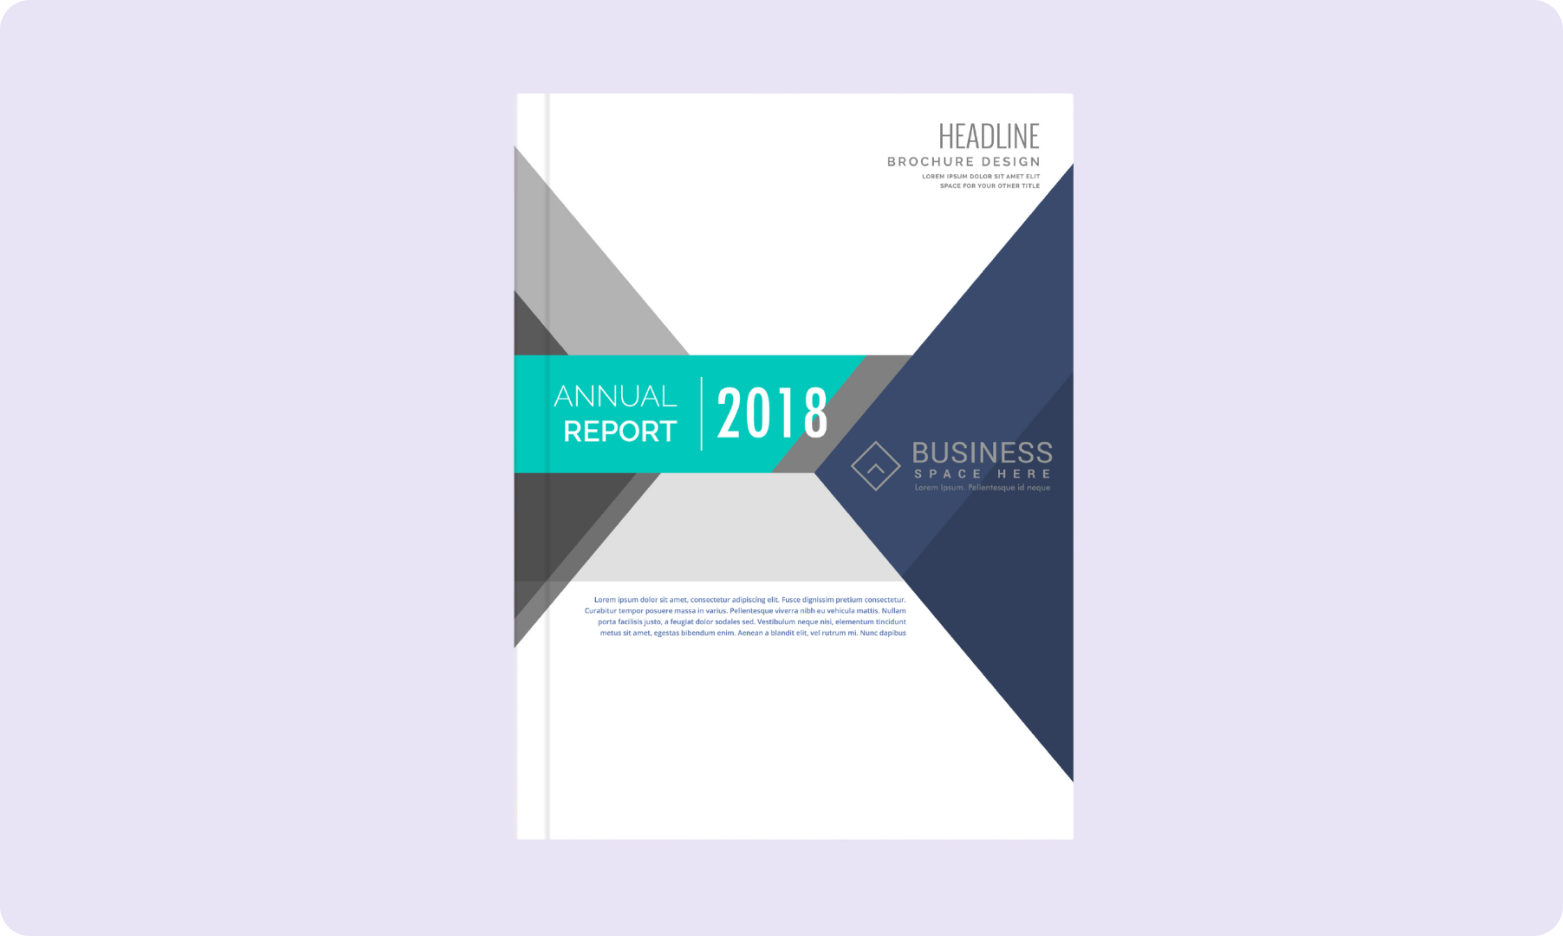 HEADLINE
BROCHURE DESIGN
LOREM IPSUM DOLOR SIT AMET ELIT
SPACE FOR YOUR OTHER TITLE
ANNUAL
REPORT
2018
BUSINESS
SPACE HERE
Lorem Ipsum. Pellentesque id neque
Lorem ipsum dolor sit amet, consectetur adipiscing elit. Fusce dignissim pretium consectetur.
Curabitur tempor posuere massa in varius. Pellentesque viverra nibh eu vehicula mattis. Nullam
porta facilisis justo, a feugiat dolor sodales sed. Vestibulum neque nisi, elementum tincidunt
metus sit amet, egestas bibendum enim. Aenean a blandit elit, vel rutrum mi. Nunc dapibus